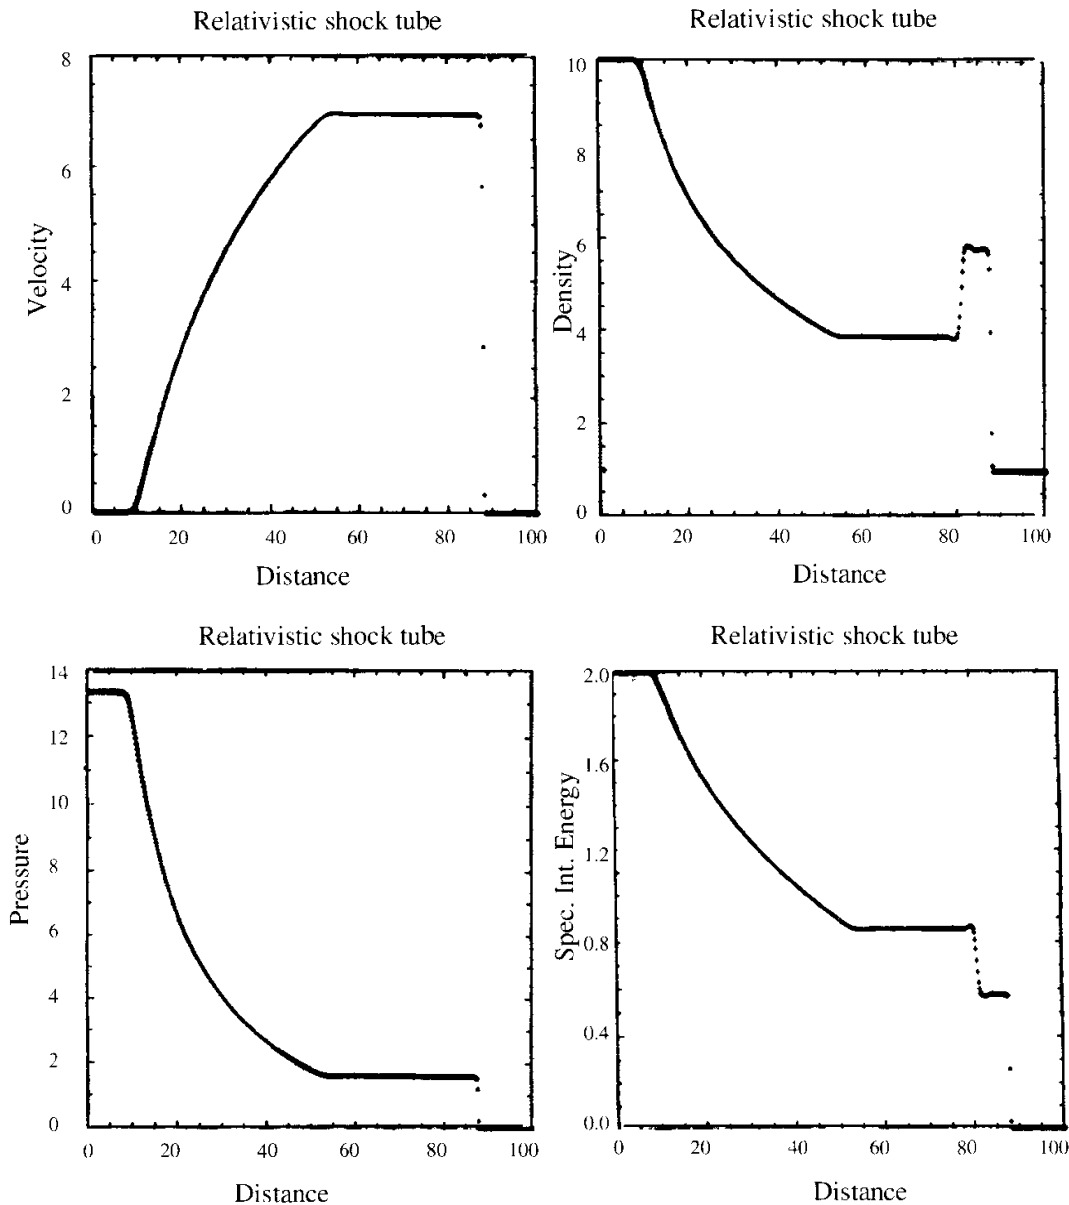 Relativistic shock tube
8
6
4
2
0
Velocity
0 20 30 40 60 80 100
Distance
Relativistic shock tube
10
8
6
4
2
0
Density
0 20 40 60 80 100
Distance
Relativistic shock tube
14
12
10
8
6
4
2
0
Pressure
0 20 40 60 80 100
Distance
Relativistic shock tube
2.0
1.6
1.2
0.8
0.4
0.0
Spec. Int. Energy
0 20 40 60 80 100
Distance